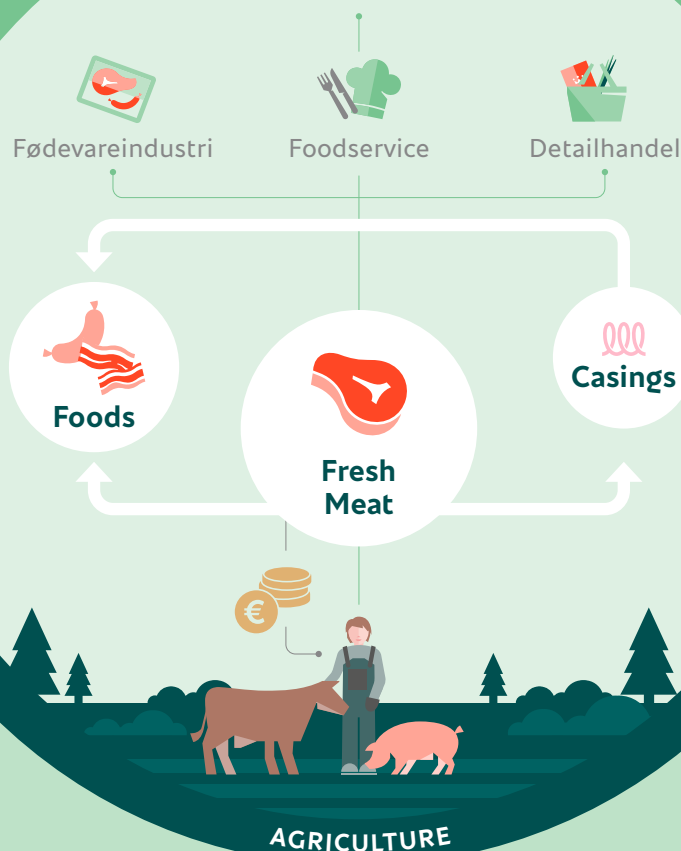 Fødevareindustri
Foodservice
Detailhandel
Foods
Casings
Fresh
Meat
€
AGRICULTURE